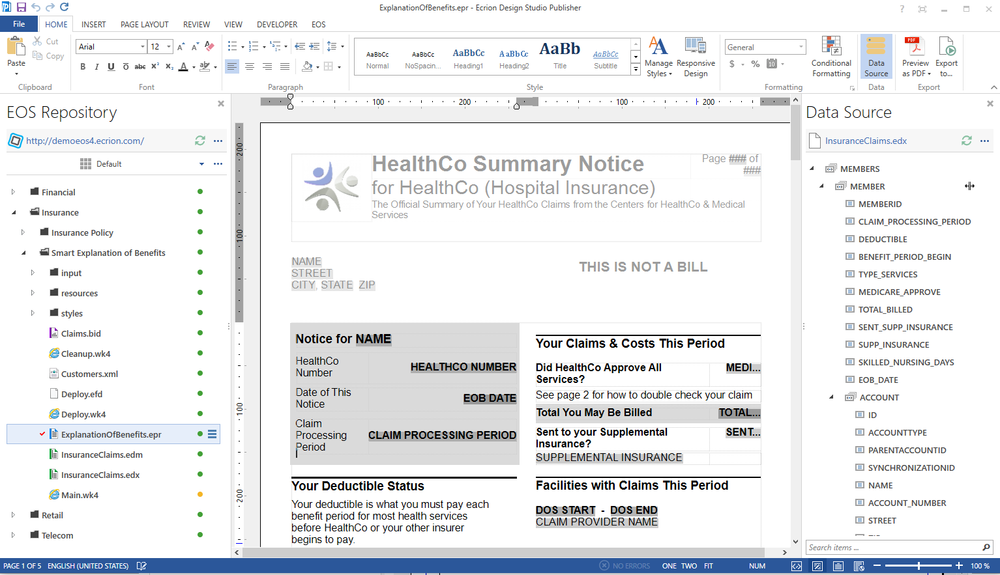 ExplanationOfBenefits.epr - Ecrion Design Studio Publisher
File HOME INSERT PAGE LAYOUT REVIEW VIEW DEVELOPER EOS
Paste
Cut
Copy
Clipboard
Arial 12
B I U O abc X² X₂ A ab
Font
Paragraph
AaBbCc Normal
AaBbCc NoSpacin...
AaBbCc Heading1
AaBbCc Heading2
AaBb Title
AaBbCc Subtitle
Style
Manage Styles
Responsive Design
General
$ % 10
Conditional Formatting
Formatting
Data Source
Data
PDF
Preview as PDF
Export to...
Export
EOS Repository
http://demoeos4.ecrion.com/
Default
Financial
Insurance
Insurance Policy
Smart Explanation of Benefits
input
resources
styles
Claims.bid
Cleanup.wk4
Customers.xml
Deploy.efd
Deploy.wk4
ExplanationOfBenefits.epr
InsuranceClaims.edm
InsuranceClaims.edx
Main.wk4
Retail
Telecom
100 200 100 200
200
100
100
200
HealthCo Summary Notice
Page ### of
###
for HealthCo (Hospital Insurance)
The Official Summary of Your HealthCo Claims from the Centers for HealthCo & Medical
Services
NAME
STREET
CITY, STATE ZIP
THIS IS NOT A BILL
Notice for NAME
HealthCo
Number
HEALTHCO NUMBER
Date of This
Notice
EOB DATE
Claim
Processing
Period
CLAIM PROCESSING PERIOD
Your Deductible Status
Your deductible is what you must pay each
benefit period for most health services
before HealthCo or your other insurer
begins to pay.
Your Claims & Costs This Period
Did HealthCo Approve All
Services?
MEDI...
See page 2 for how to double check your claim
Total You May Be Billed TOTAL...
Sent to your Supplemental
Insurance?
SENT...
SUPPLEMENTAL INSURANCE
Facilities with Claims This Period
DOS START - DOS END
CLAIM PROVIDER NAME
Data Source
InsuranceClaims.edx
MEMBERS
MEMBER
MEMBERID
CLAIM_PROCESSING_PERIOD
DEDUCTIBLE
BENEFIT_PERIOD_BEGIN
TYPE_SERVICES
MEDICARE_APPROVE
TOTAL_BILLED
SENT_SUPP_INSURANCE
SUPP_INSURANCE
SKILLED_NURSING_DAYS
EOB_DATE
ACCOUNT
ID
ACCOUNTTYPE
PARENTACCOUNTID
SYNCHRONIZATIONID
NAME
ACCOUNT_NUMBER
STREET
Search items ...
PAGE 1 OF 5 ENGLISH (UNITED STATES) NO ERRORS ONE TWO FIT NUM 100 %